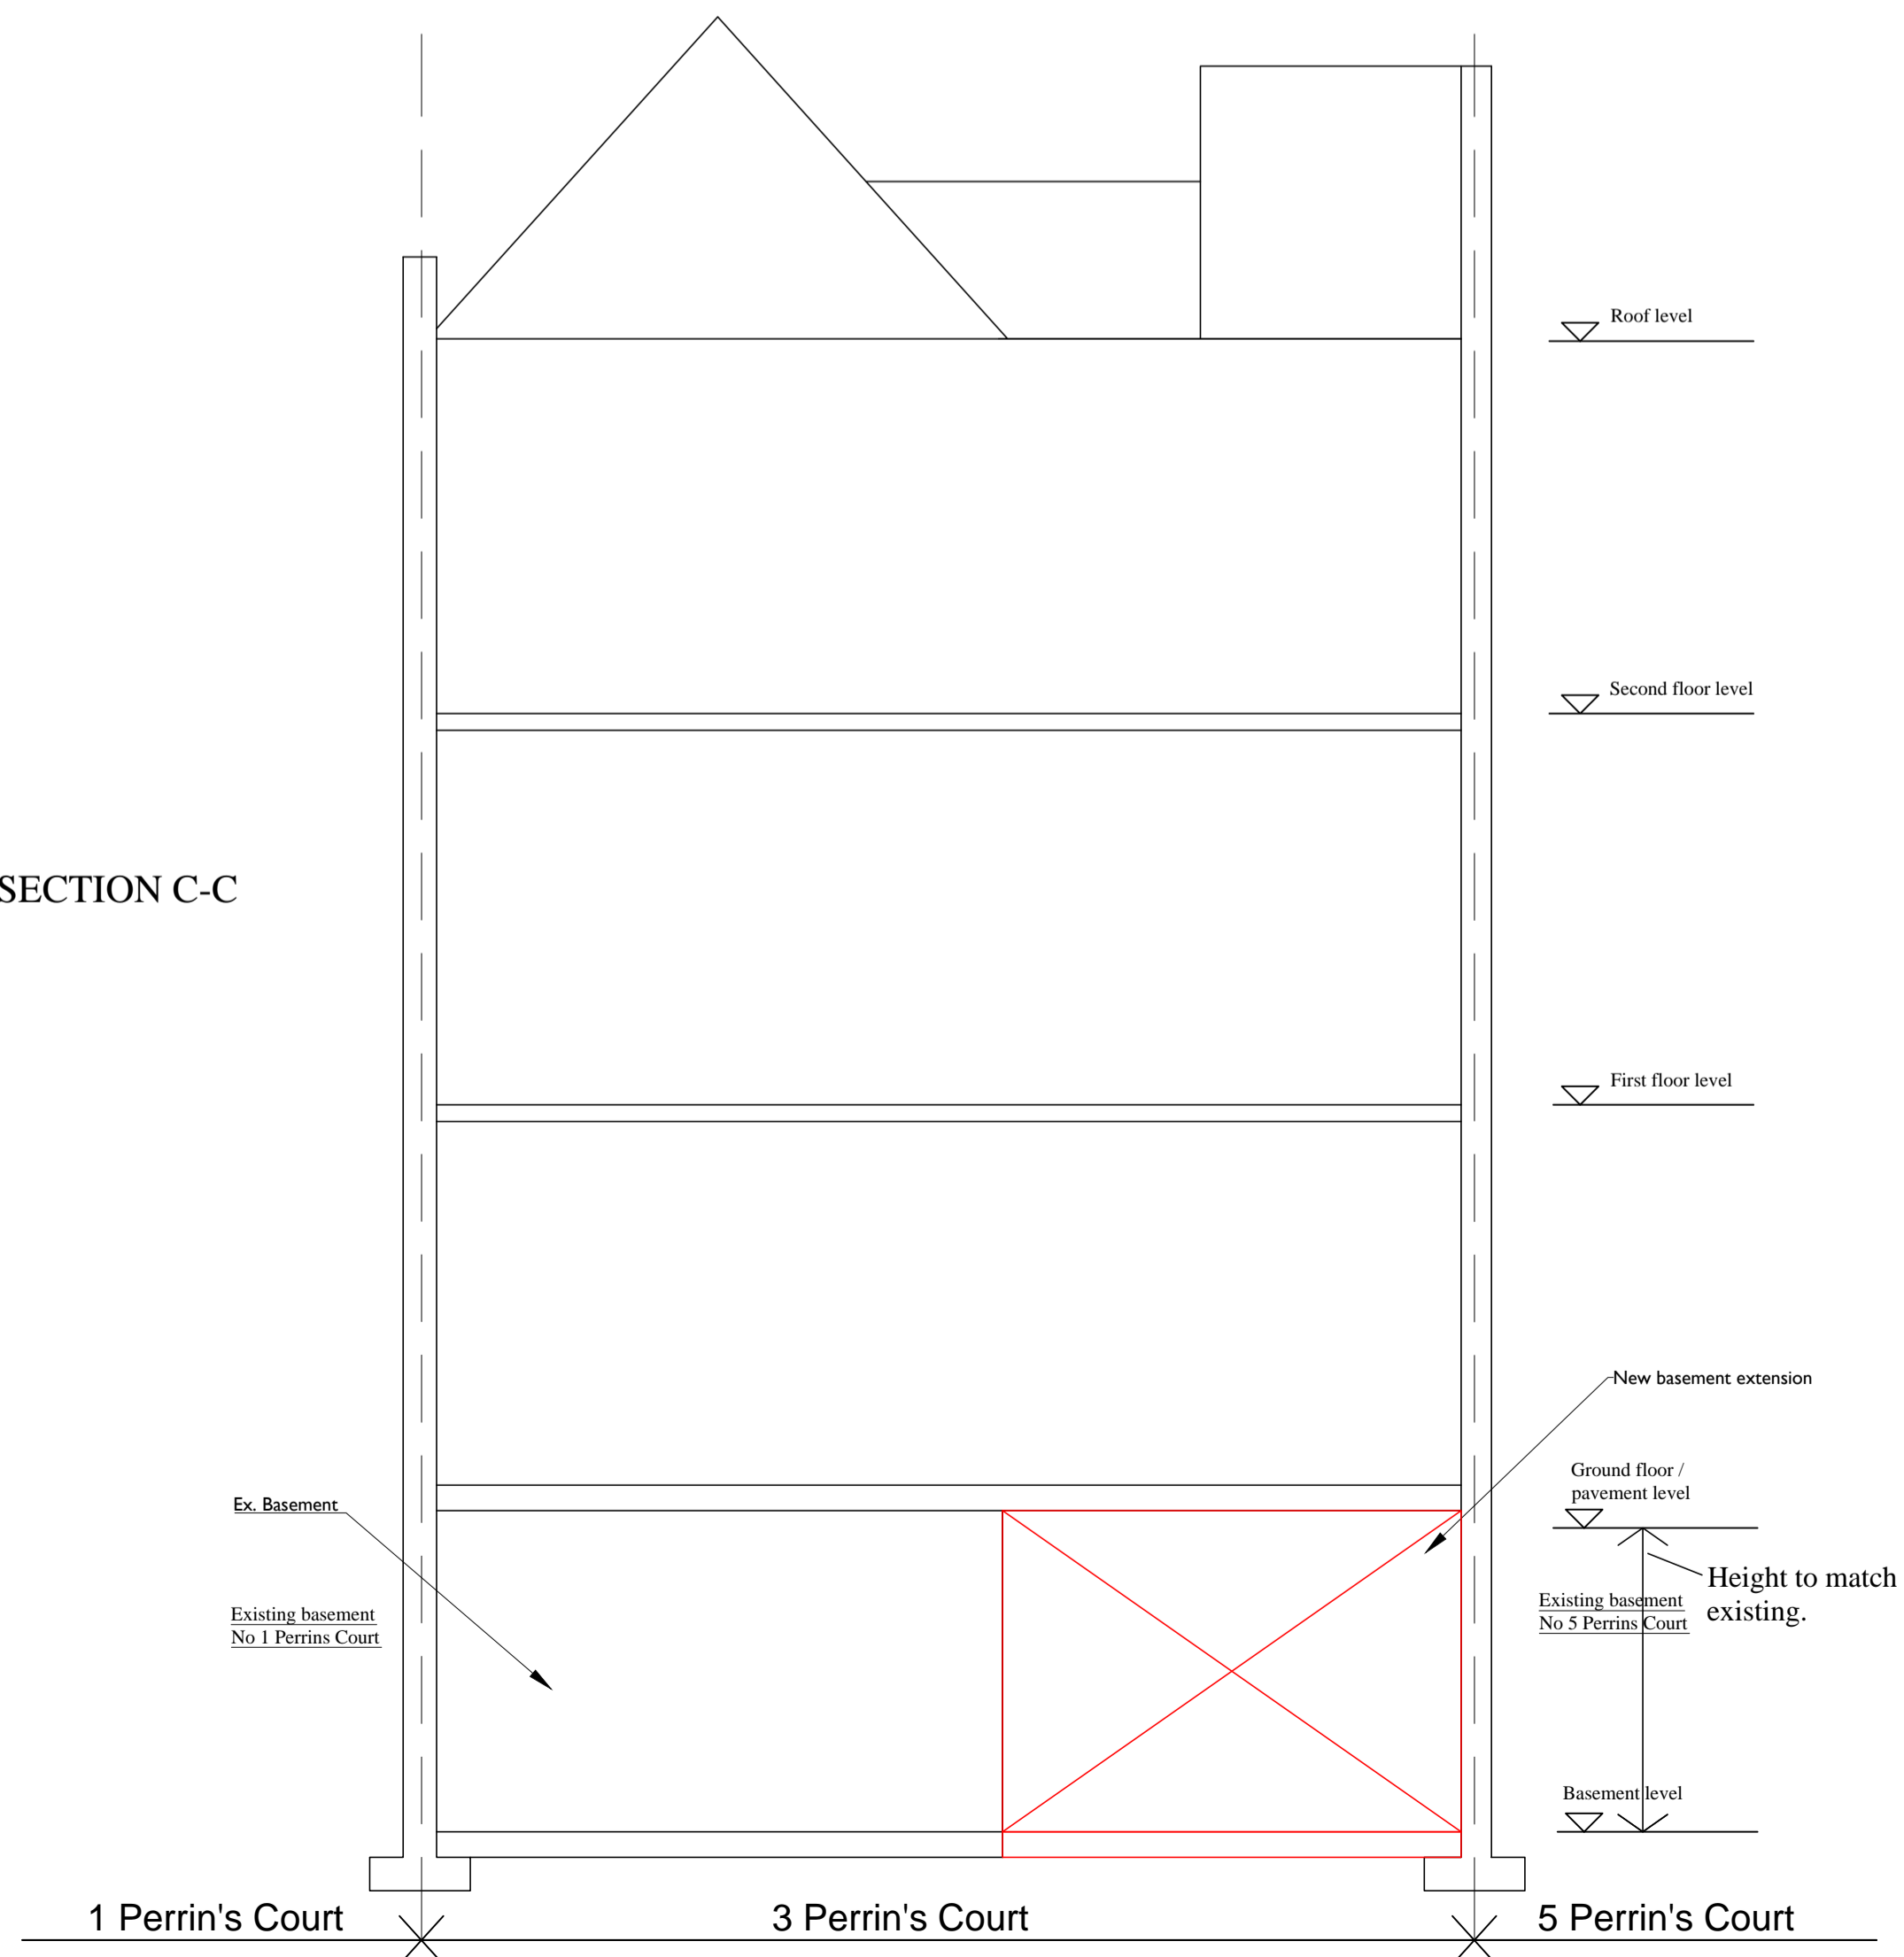 Roof level
Second floor level
SECTION C-C
First floor level
New basement extension
Ground floor /
pavement level
Ex. Basement
Height to match
existing.
Existing basement
No 1 Perrins Court
Existing basement
No 5 Perrins Court
Basement level
1 Perrin's Court
3 Perrin's Court
5 Perrin's Court